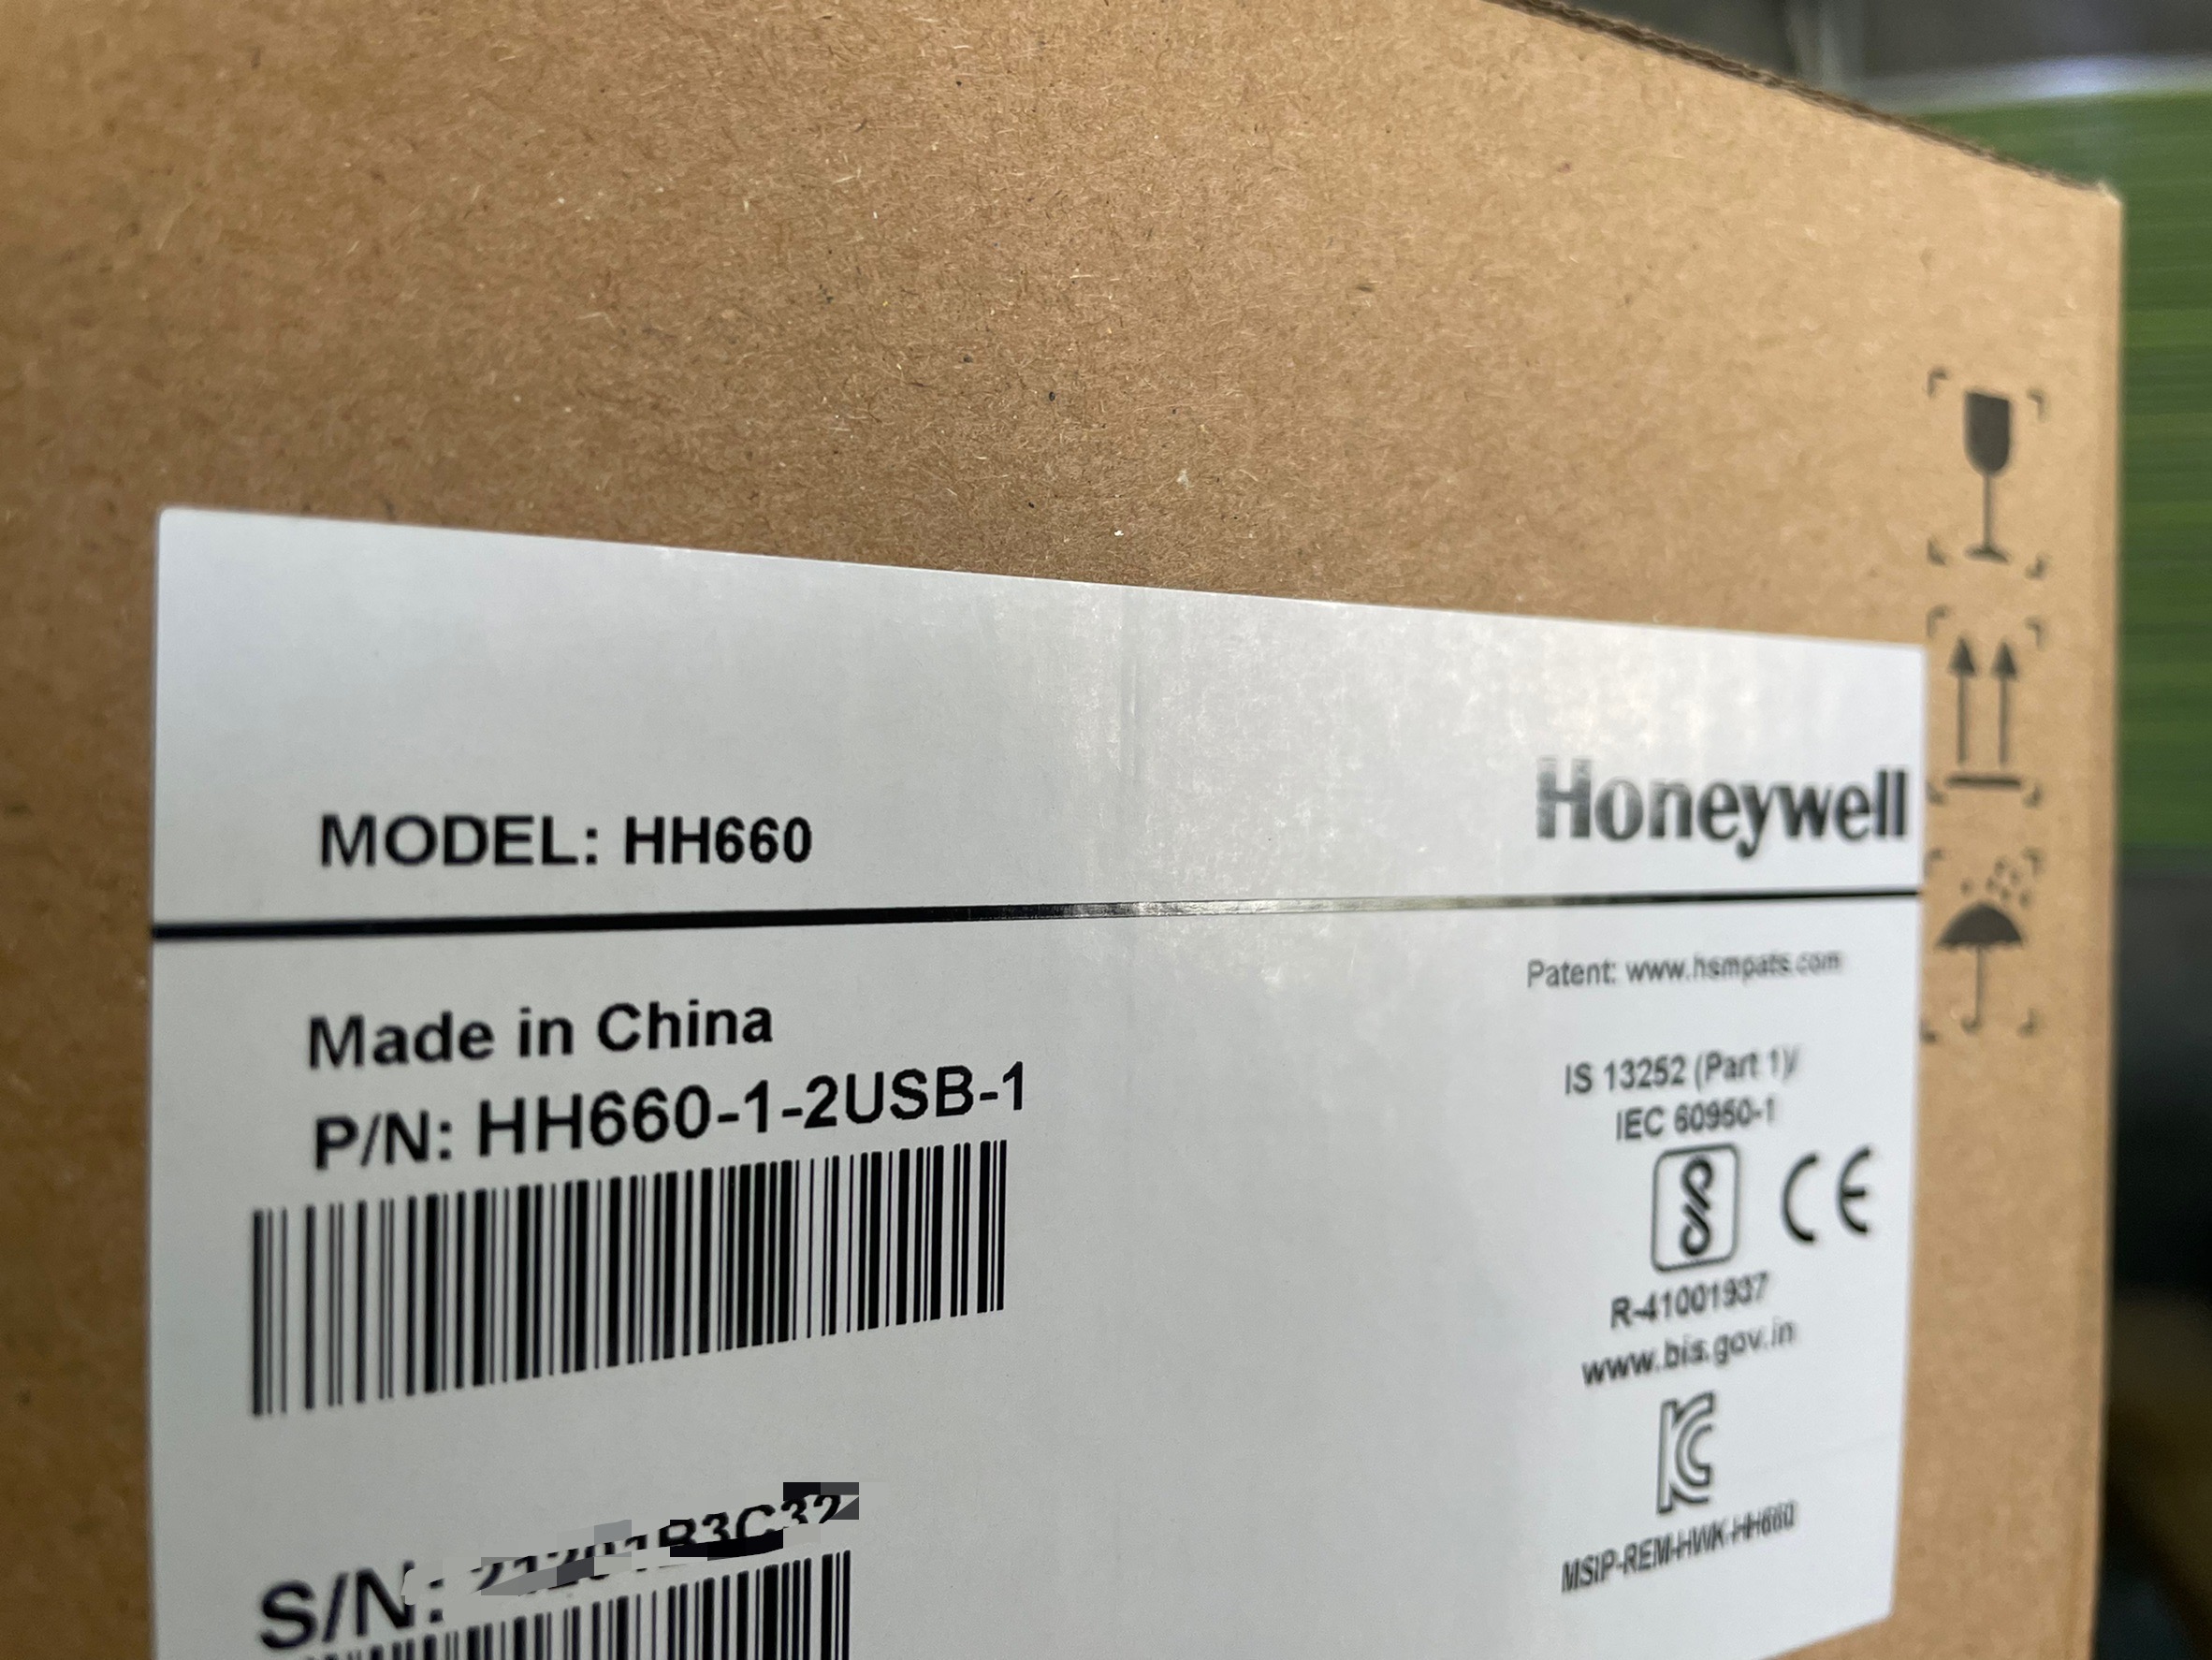 MODEL: HH660
Honeywell
Made in China
P/N: HH660-1-2USB-1
S/N:
Patent: www.hsmpats.com
IS 13252 (Part 1)/
IEC 60950-1
CE
R-41001937
www.bis.gov.in
MSIP-REM-HWK-HH660